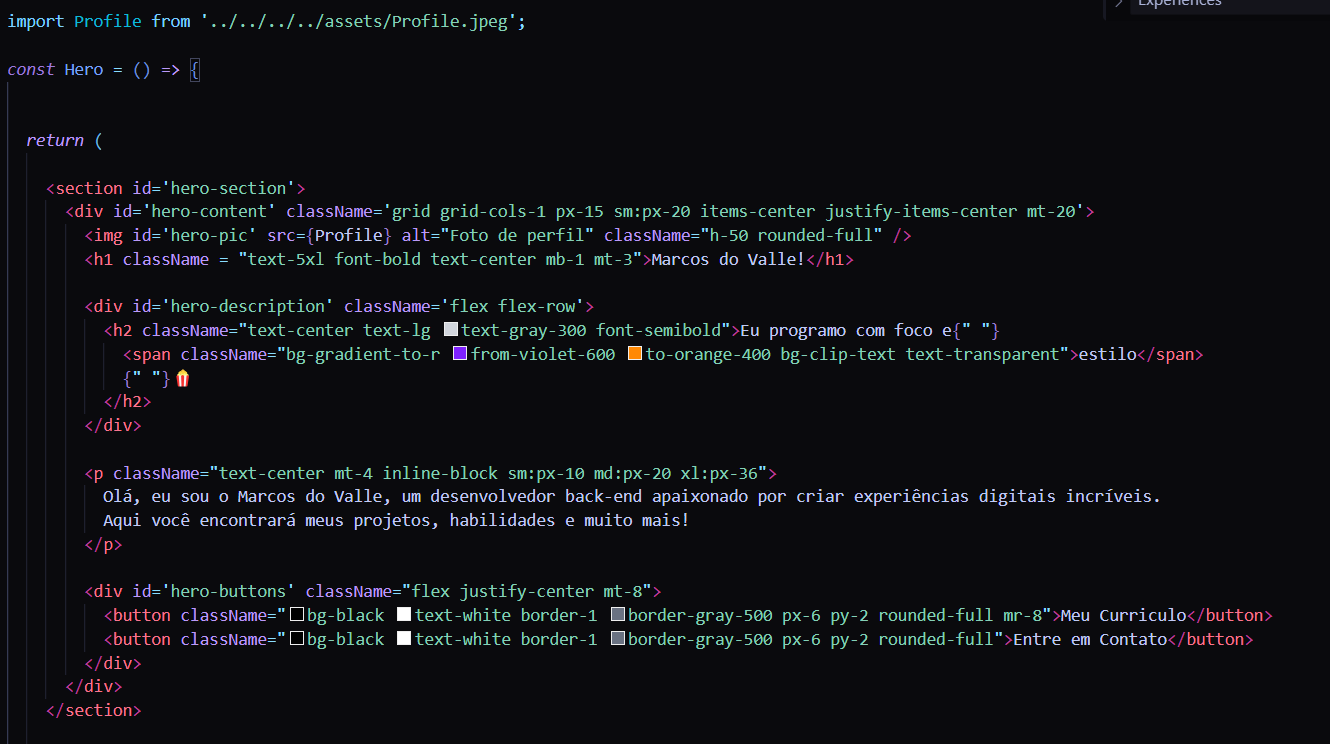 import Profile from '../../../../assets/Profile.jpeg';
Experiences
const Hero = () => {
return (
<section id='hero-section'>
<div id='hero-content' className='grid grid-cols-1 px-15 sm:px-20 items-center justify-items-center mt-20'>
<img id='hero-pic' src={Profile} alt="Foto de perfil" className="h-50 rounded-full" />
<h1 className = "text-5xl font-bold text-center mb-1 mt-3">Marcos do Valle!</h1>
<div id='hero-description' className='flex flex-row'>
<h2 className="text-center text-lg text-gray-300 font-semibold">Eu programo com foco e{" "}
<span className="bg-gradient-to-r from-violet-600 to-orange-400 bg-clip-text text-transparent">estilo</span>
{" "}🍿
</h2>
</div>
<p className="text-center mt-4 inline-block sm:px-10 md:px-20 xl:px-36">
Olá, eu sou o Marcos do Valle, um desenvolvedor back-end apaixonado por criar experiências digitais incríveis.
Aqui você encontrará meus projetos, habilidades e muito mais!
</p>
<div id='hero-buttons' className="flex justify-center mt-8">
<button className="bg-black text-white border-1 border-gray-500 px-6 py-2 rounded-full mr-8">Meu Curriculo</button>
<button className="bg-black text-white border-1 border-gray-500 px-6 py-2 rounded-full">Entre em Contato</button>
</div>
</div>
</section>